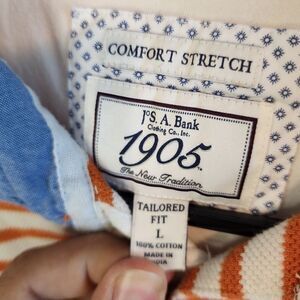 COMFORT STRETCH
JoS. A. Bank
Clothing Co., Inc.
1905
The New Tradition
TAILORED
FIT
L
100% COTTON
MADE IN
INDIA